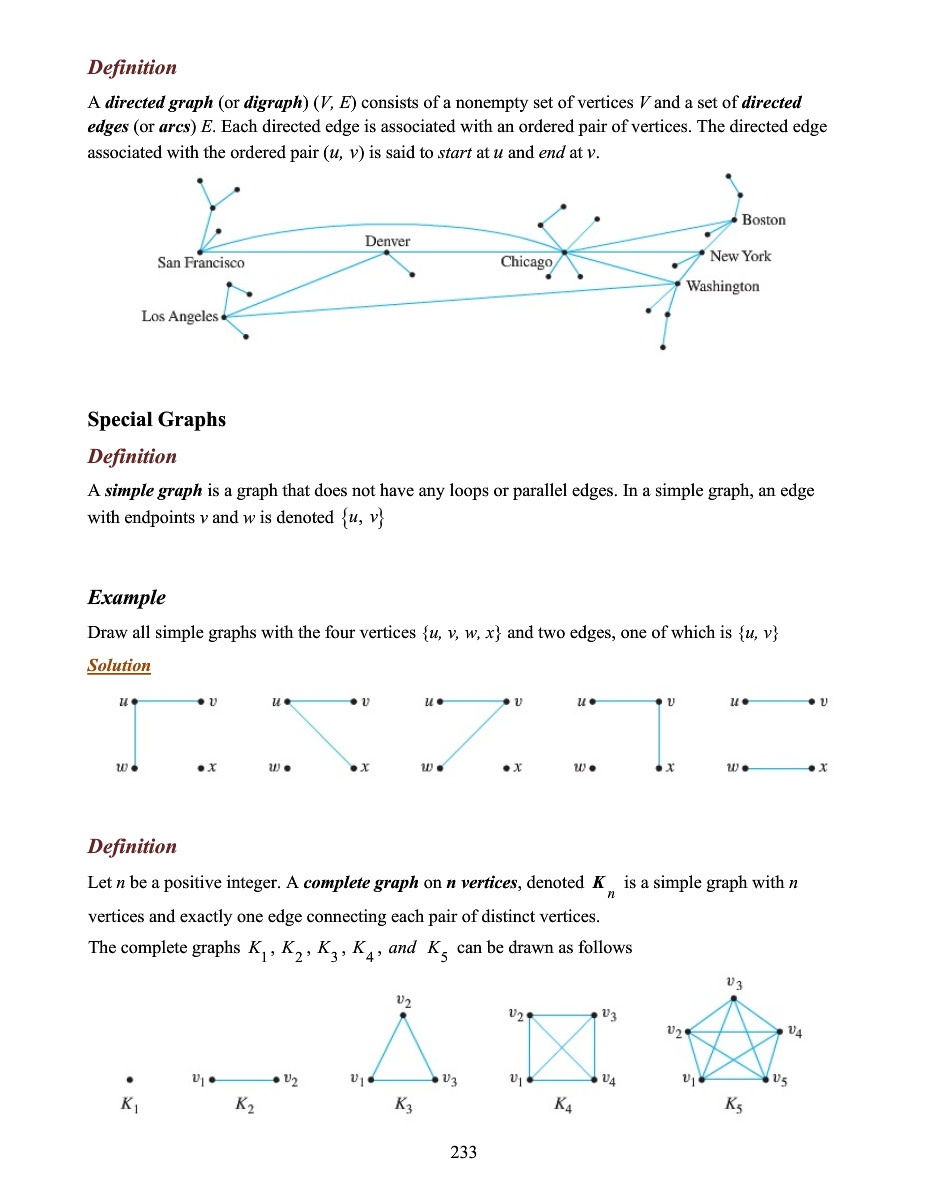 Definition
A directed graph (or digraph) (V, E) consists of a nonempty set of vertices V and a set of directed
edges (or arcs) E. Each directed edge is associated with an ordered pair of vertices. The directed edge
associated with the ordered pair (u, v) is said to start at u and end at v.
Boston
Denver
New York
San Francisco
Chicago
Washington
Los Angeles
Special Graphs
Definition
A simple graph is a graph that does not have any loops or parallel edges. In a simple graph, an edge
with endpoints v and w is denoted {u, v}
Example
Draw all simple graphs with the four vertices {u, v, w, x} and two edges, one of which is {u, v}
Solution
u v u v u v u v u v
w x w x w x w x w x
Definition
Let n be a positive integer. A complete graph on n vertices, denoted K_n is a simple graph with n
vertices and exactly one edge connecting each pair of distinct vertices.
The complete graphs K_1, K_2, K_3, K_4, and K_5 can be drawn as follows
v_3
v_2 v_2 v_3 v_2 v_4
v_1 v_2 v_1 v_3 v_1 v_4 v_1 v_5
K_1 K_2 K_3 K_4 K_5
233